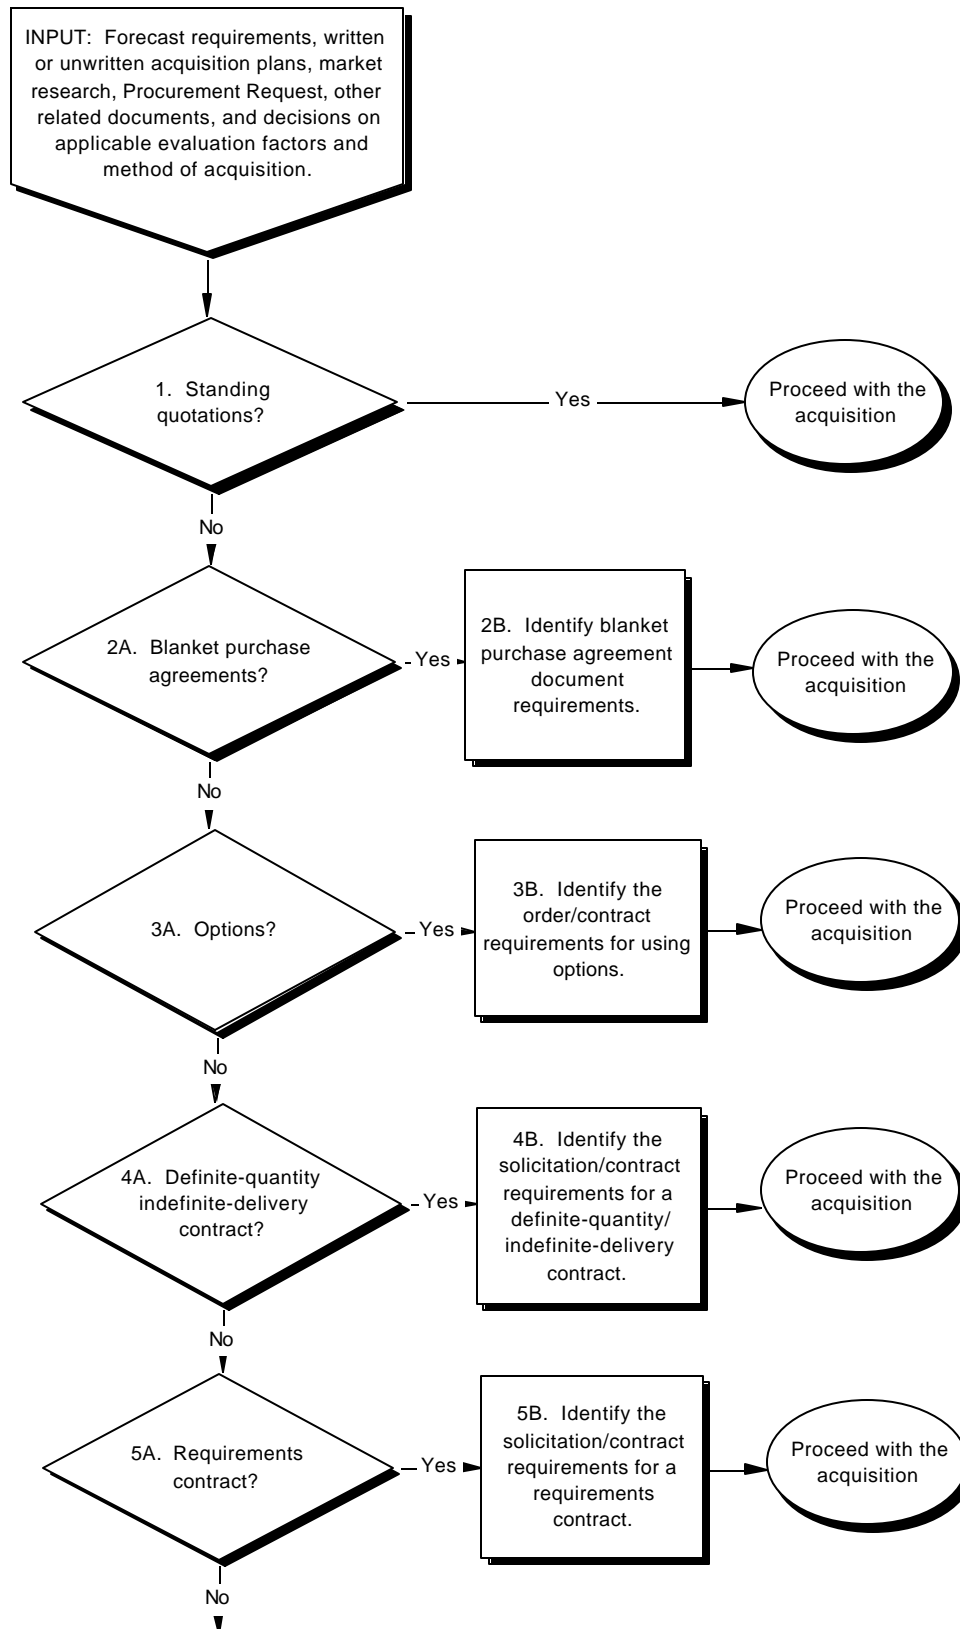 INPUT: Forecast requirements, written
or unwritten acquisition plans, market
research, Procurement Request, other
related documents, and decisions on
applicable evaluation factors and
method of acquisition.
1. Standing
quotations?
Yes
Proceed with the
acquisition
No
2A. Blanket purchase
agreements?
Yes
2B. Identify blanket
purchase agreement
document
requirements.
Proceed with the
acquisition
No
3A. Options?
Yes
3B. Identify the
order/contract
requirements for using
options.
Proceed with the
acquisition
No
4A. Definite-quantity
indefinite-delivery
contract?
Yes
4B. Identify the
solicitation/contract
requirements for a
definite-quantity/
indefinite-delivery
contract.
Proceed with the
acquisition
No
5A. Requirements
contract?
Yes
5B. Identify the
solicitation/contract
requirements for a
requirements
contract.
Proceed with the
acquisition
No